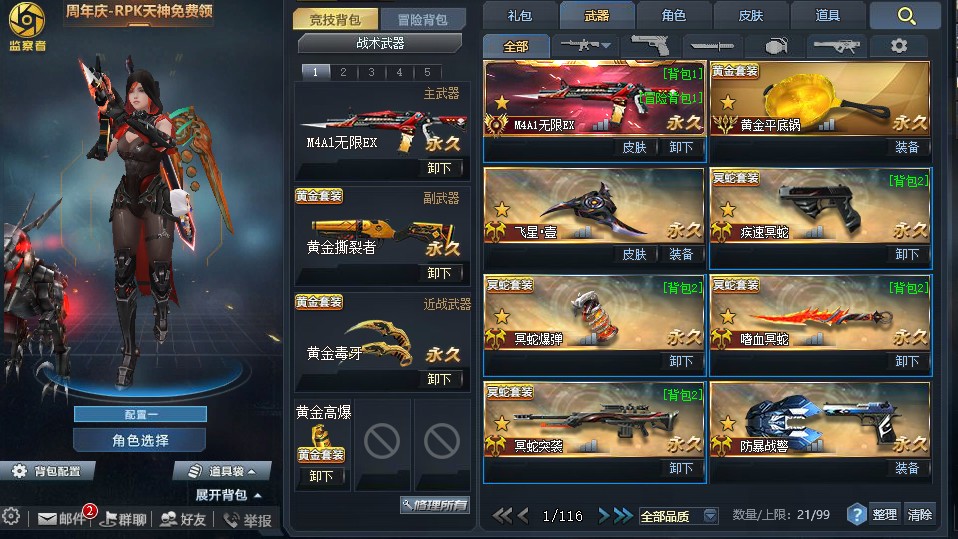 周年庆-RPK天神免费领
监察者
配置一
角色选择
背包配置
道具袋
展开背包
邮件
2
群聊
好友
举报
竞技背包
冒险背包
战术武器
1
2
3
4
5
主武器
M4A1无限EX
永久
卸下
黄金套装
副武器
黄金撕裂者
永久
卸下
黄金套装
近战武器
黄金毒牙
永久
卸下
黄金高爆
黄金套装
卸下
修理所有
礼包
武器
角色
皮肤
道具
全部
[背包1]
[冒险背包1]
M4A1无限EX
永久
皮肤
卸下
黄金套装
黄金平底锅
永久
装备
飞星·壹
永久
皮肤
装备
冥蛇套装
[背包2]
疾速冥蛇
永久
卸下
冥蛇套装
[背包2]
冥蛇爆弹
永久
卸下
冥蛇套装
[背包2]
嗜血冥蛇
永久
卸下
冥蛇套装
[背包2]
冥蛇突袭
永久
卸下
防暴战警
永久
装备
1/116
全部品质
数量/上限：21/99
?
整理
清除